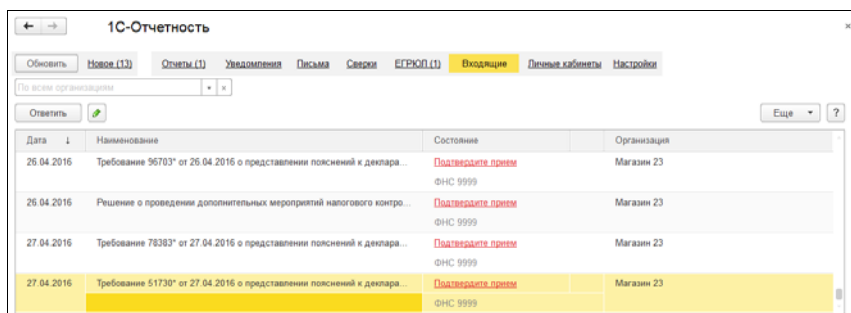 1С-Отчетность
Обновить Новое (13) Отчеты (1) Уведомления Письма Сверки ЕГРЮЛ (1) Входящие Личные кабинеты Настройки
По всем организациям
Ответить Еще ?
Дата ↓ Наименование Состояние Организация
26.04.2016 Требование 96703* от 26.04.2016 о представлении пояснений к деклара... Подтвердите прием Магазин 23
ФНС 9999
26.04.2016 Решение о проведении дополнительных мероприятий налогового контро... Подтвердите прием Магазин 23
ФНС 9999
27.04.2016 Требование 78383* от 27.04.2016 о представлении пояснений к деклара... Подтвердите прием Магазин 23
ФНС 9999
27.04.2016 Требование 51730* от 27.04.2016 о представлении пояснений к деклара... Подтвердите прием Магазин 23
ФНС 9999